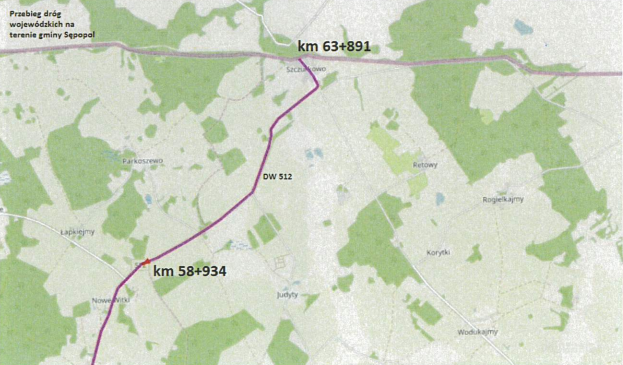 Przebieg dróg
wojewódzkich na
terenie gminy Sępopol
km 63+891
Szczurkowo
Parkoszewo
Retowy
DW 512
Rogielkajmy
Łapkiejmy
Korytki
km 58+934
Judyty
Nowe Witki
Wodukajmy